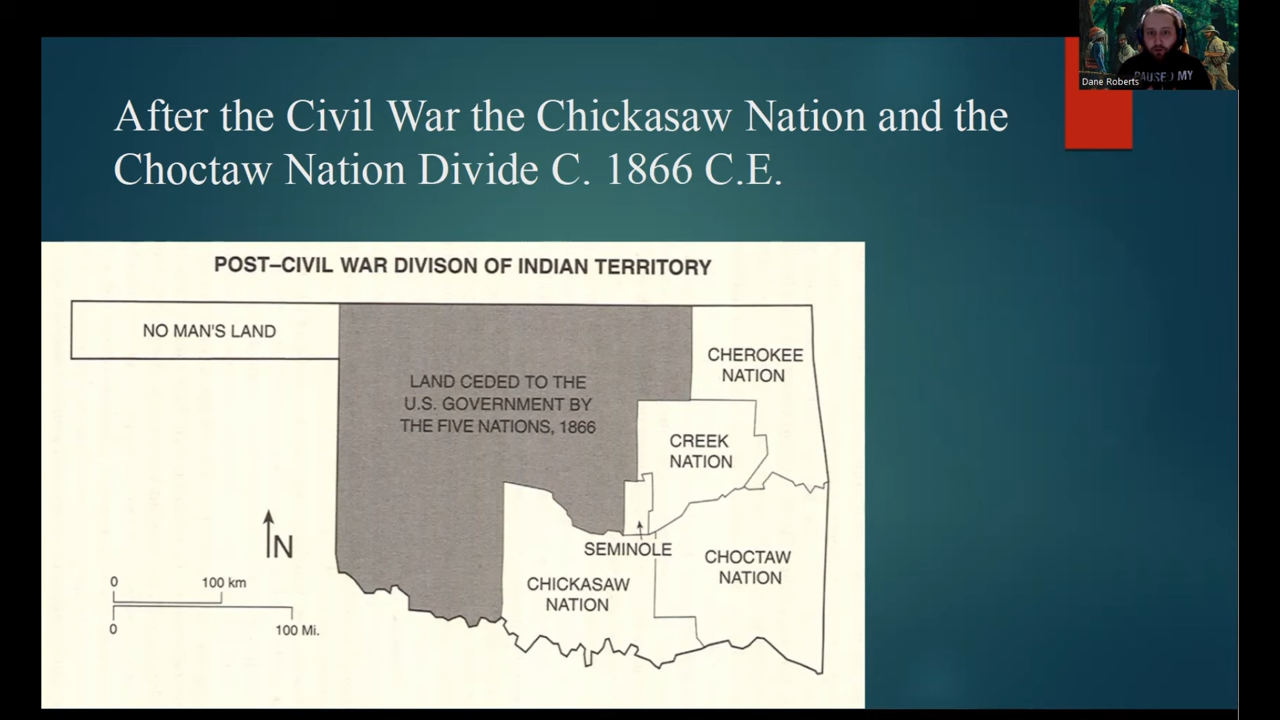 After the Civil War the Chickasaw Nation and the
Choctaw Nation Divide C. 1866 C.E.
Dane Roberts
PAUSE MY
POST–CIVIL WAR DIVISON OF INDIAN TERRITORY
NO MAN'S LAND
LAND CEDED TO THE
U.S. GOVERNMENT BY
THE FIVE NATIONS, 1866
CHEROKEE
NATION
CREEK
NATION
SEMINOLE
CHOCTAW
NATION
CHICKASAW
NATION
N
0
100 km
0
100 Mi.